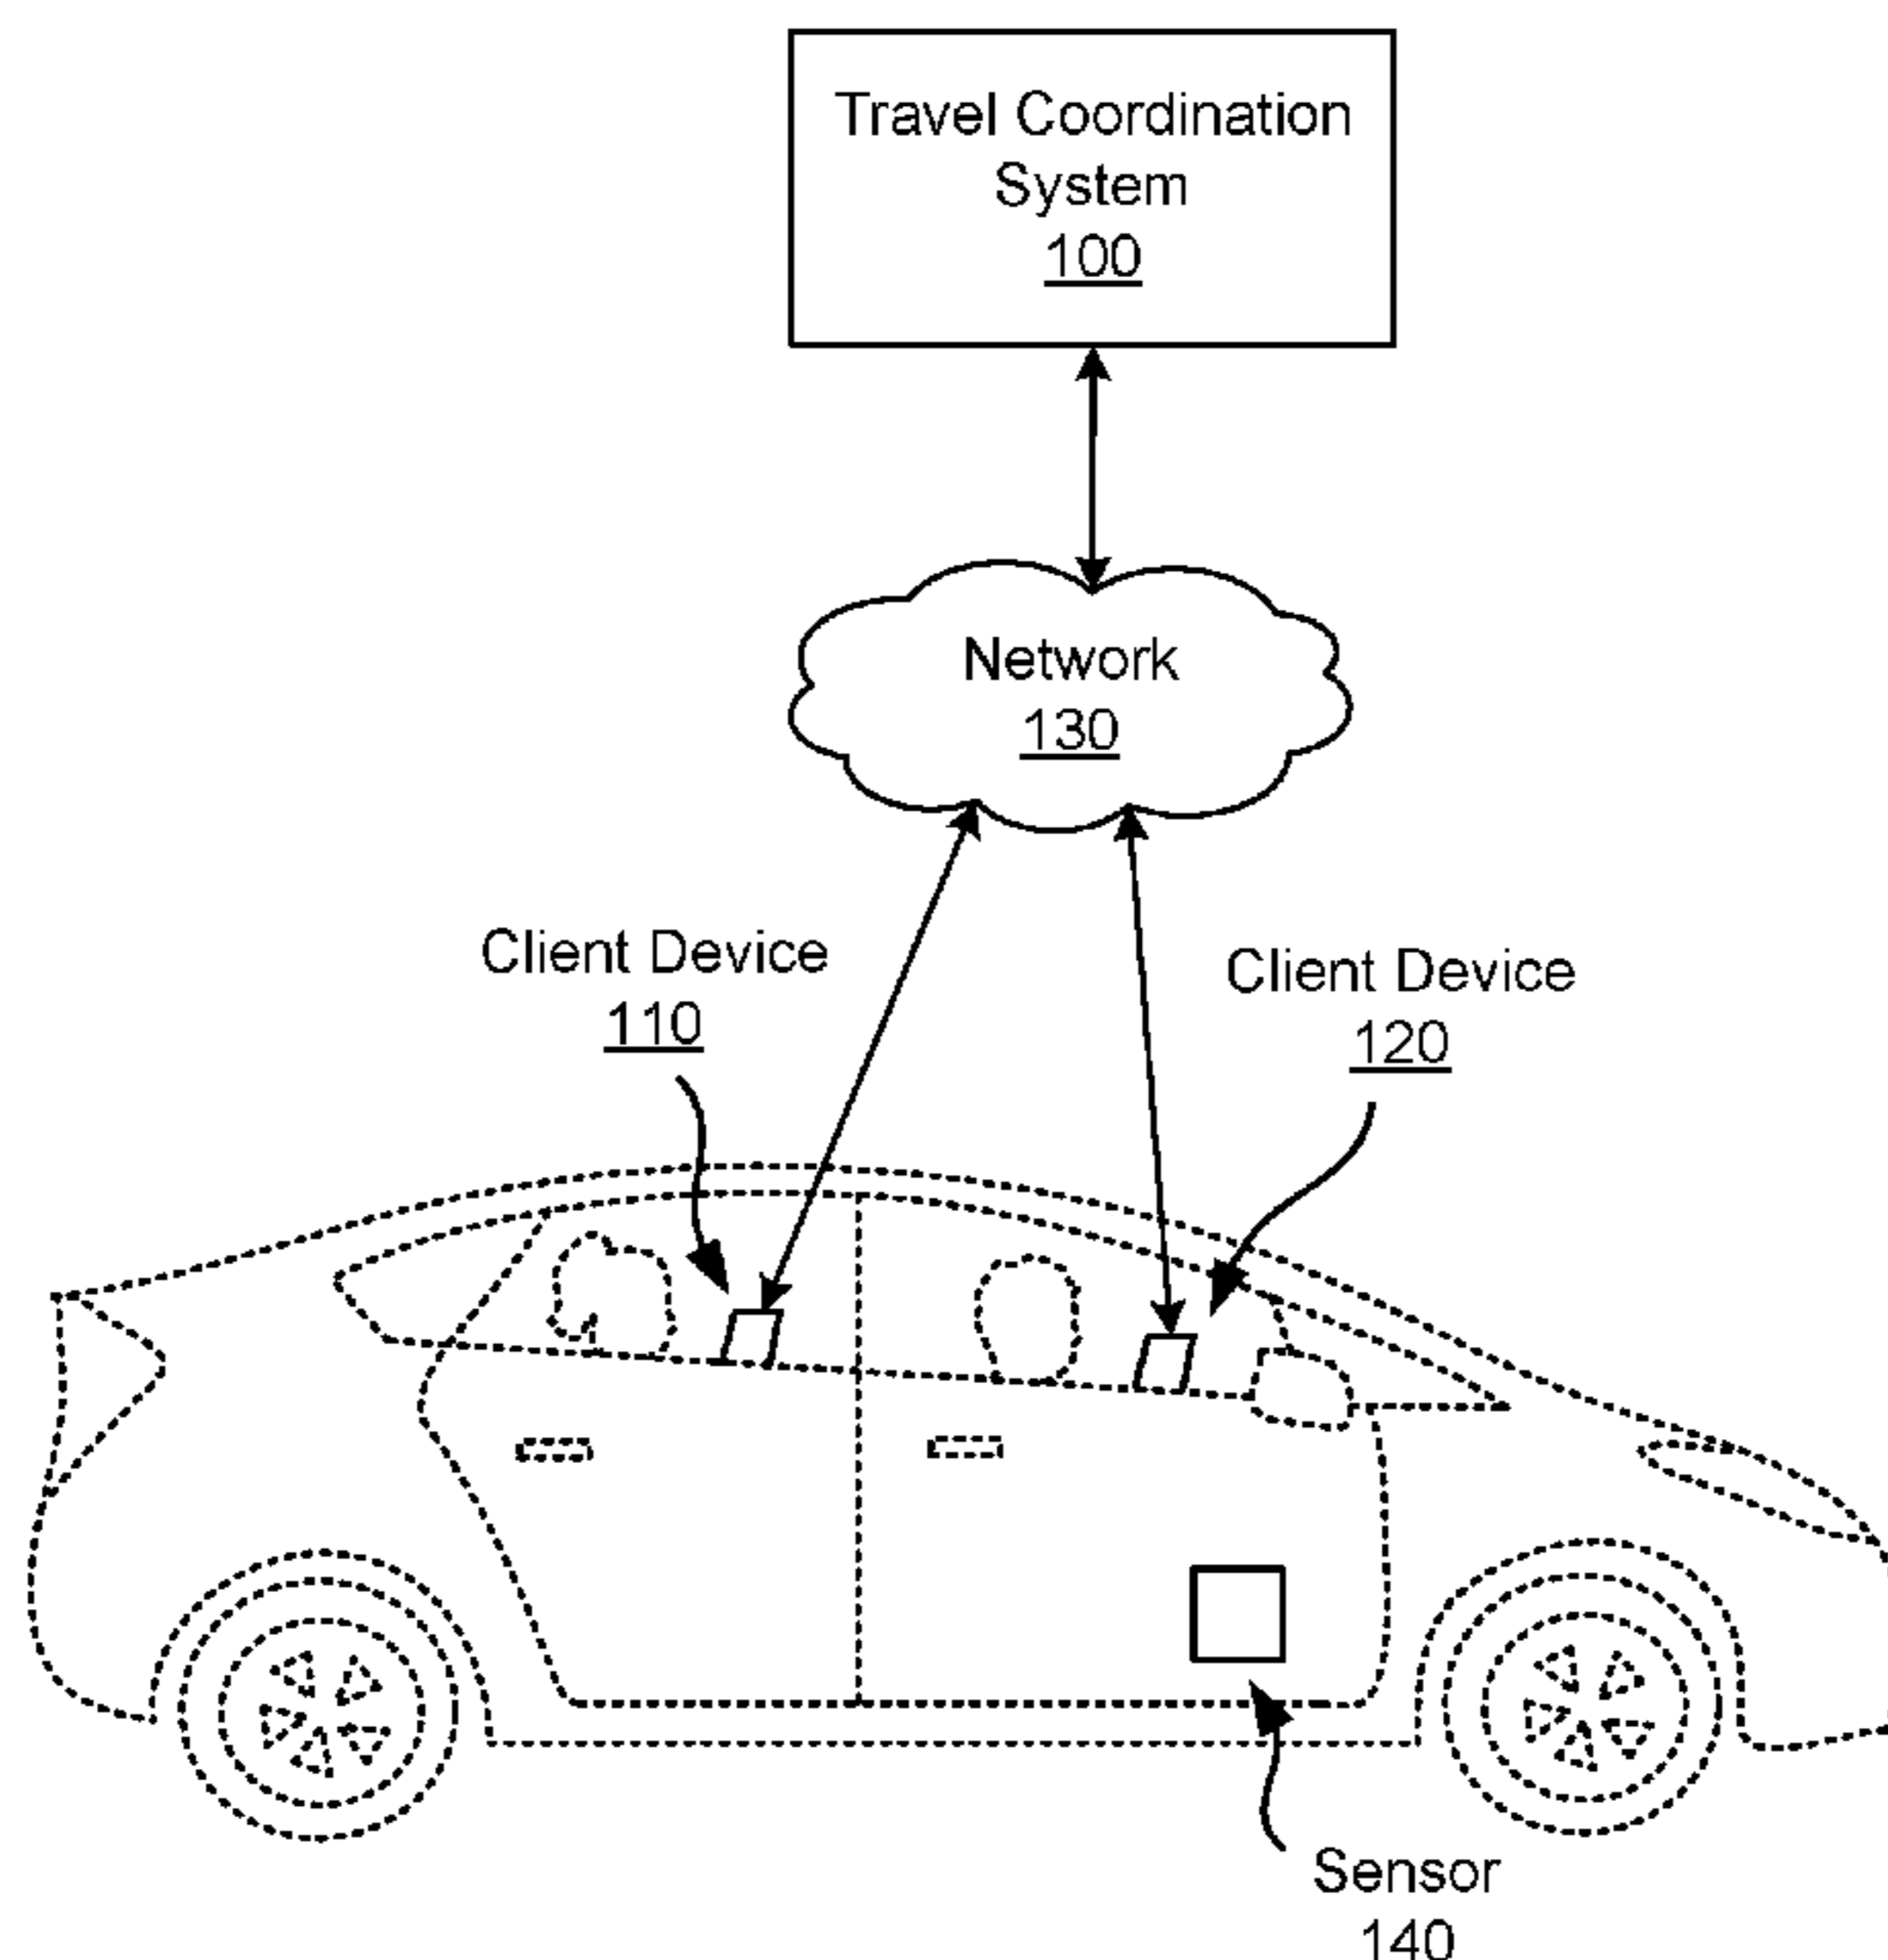 Travel Coordination
System
100
Network
130
Client Device
110
Client Device
120
Sensor
140